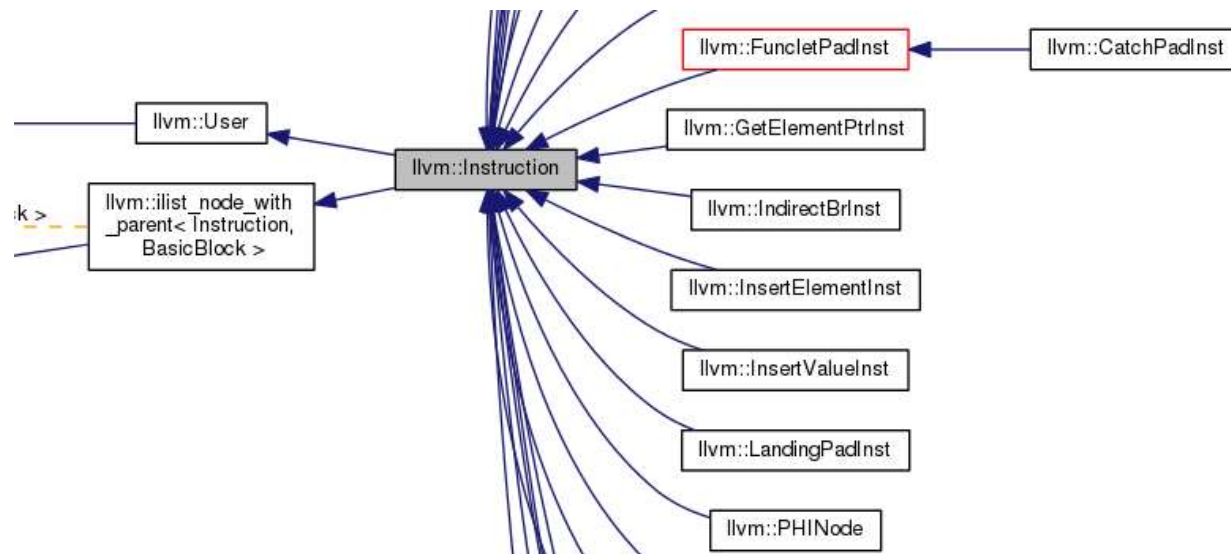 llvm::FuncletPadInst
llvm::CatchPadInst
llvm::User
llvm::GetElementPtrInst
llvm::Instruction
llvm::ilist_node_with
_parent< Instruction,
BasicBlock >
k >
llvm::IndirectBrInst
llvm::InsertElementInst
llvm::InsertValueInst
llvm::LandingPadInst
llvm::PHINode